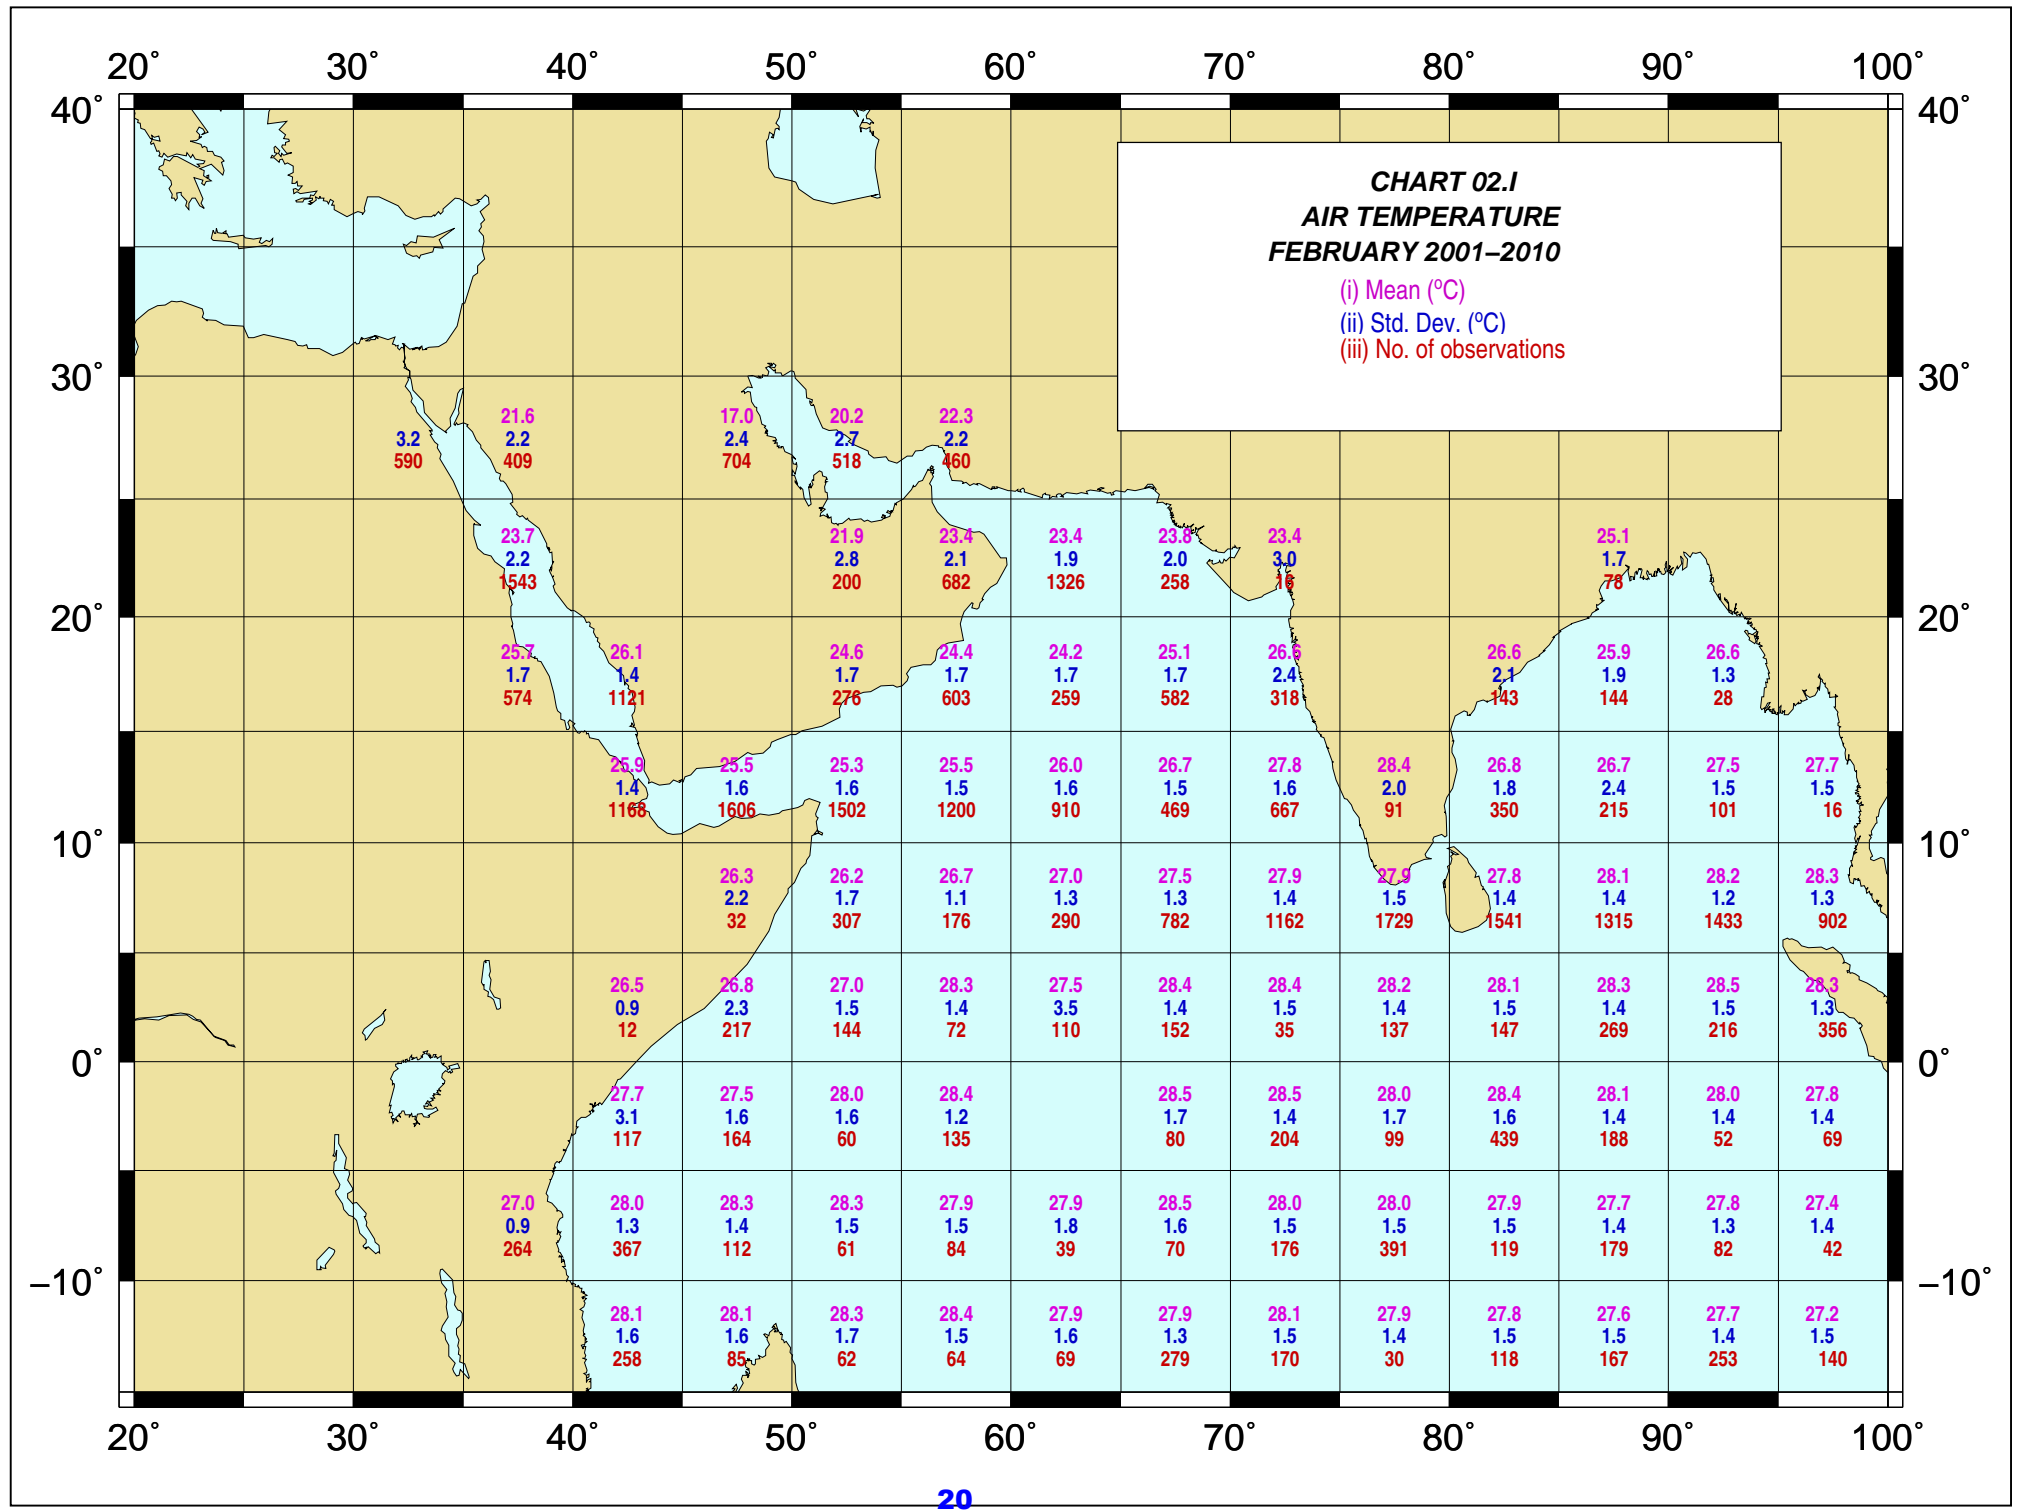 20° 30° 40° 50° 60° 70° 80° 90° 100°
40° 40°
CHART 02.I
AIR TEMPERATURE
FEBRUARY 2001–2010
(i) Mean (°C)
(ii) Std. Dev. (°C)
(iii) No. of observations
30° 30°
21.6 17.0 20.2 22.3
3.2 2.2 2.4 2.7 2.2
590 409 704 518 460
23.7 21.9 23.4 23.4 23.8 23.4 25.1
2.2 2.8 2.1 1.9 2.0 3.0 1.7
1543 200 682 1326 258 16 78
20° 20°
25.7 26.1 24.6 24.4 24.2 25.1 26.6 26.6 25.9 26.6
1.7 1.4 1.7 1.7 1.7 1.7 2.4 2.1 1.9 1.3
574 1121 276 603 259 582 318 143 144 28
25.9 25.5 25.3 25.5 26.0 26.7 27.8 28.4 26.8 26.7 27.5 27.7
1.4 1.6 1.6 1.5 1.6 1.5 1.6 2.0 1.8 2.4 1.5 1.5
1168 1606 1502 1200 910 469 667 91 350 215 101 16
10° 10°
26.3 26.2 26.7 27.0 27.5 27.9 27.9 27.8 28.1 28.2 28.3
2.2 1.7 1.1 1.3 1.3 1.4 1.5 1.4 1.4 1.2 1.3
32 307 176 290 782 1162 1729 1541 1315 1433 902
26.5 26.8 27.0 28.3 27.5 28.4 28.4 28.2 28.1 28.3 28.5 28.3
0.9 2.3 1.5 1.4 3.5 1.4 1.5 1.4 1.5 1.4 1.5 1.3
12 217 144 72 110 152 35 137 147 269 216 356
0° 0°
27.7 27.5 28.0 28.4 28.5 28.5 28.0 28.4 28.1 28.0 27.8
3.1 1.6 1.6 1.2 1.7 1.4 1.7 1.6 1.4 1.4 1.4
117 164 60 135 80 204 99 439 188 52 69
27.0 28.0 28.3 28.3 27.9 27.9 28.5 28.0 28.0 27.9 27.7 27.8 27.4
0.9 1.3 1.4 1.5 1.5 1.8 1.6 1.5 1.5 1.5 1.4 1.3 1.4
264 367 112 61 84 39 70 176 391 119 179 82 42
–10° –10°
28.1 28.1 28.3 28.4 27.9 27.9 28.1 27.9 27.8 27.6 27.7 27.2
1.6 1.6 1.7 1.5 1.6 1.3 1.5 1.4 1.5 1.5 1.4 1.5
258 85 62 64 69 279 170 30 118 167 253 140
20° 30° 40° 50° 60° 70° 80° 90° 100°
20